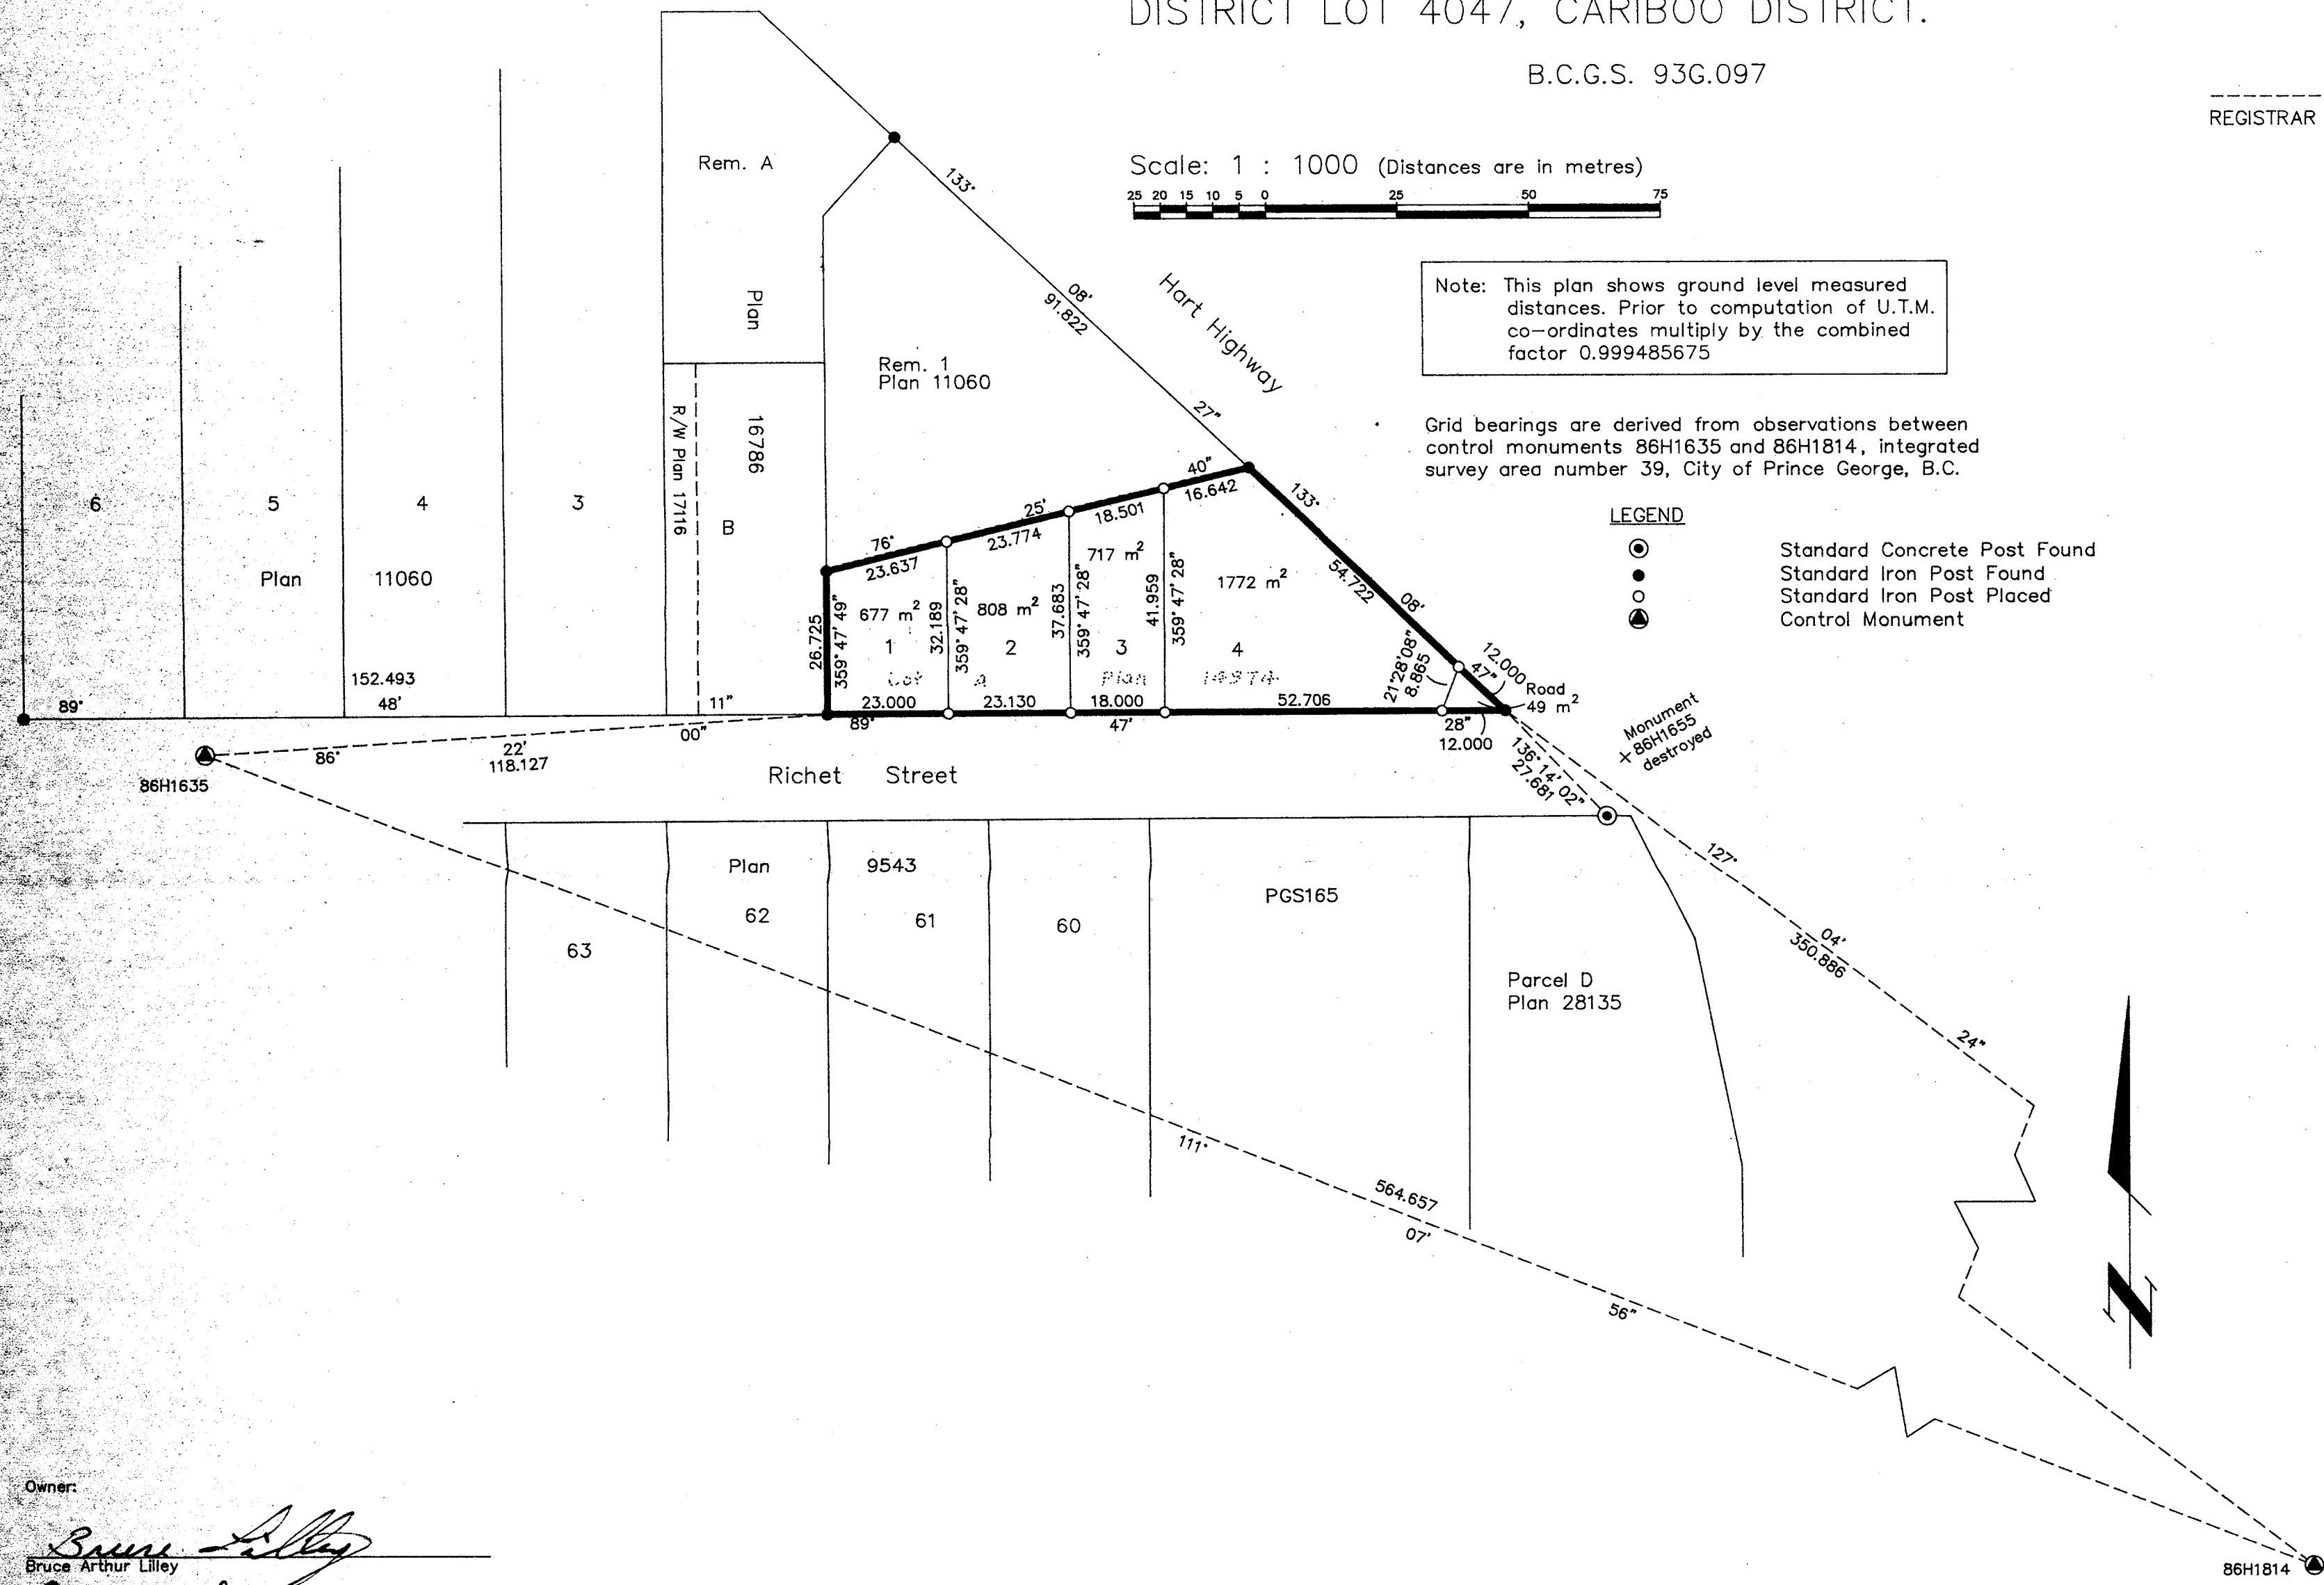 DISTRICT LOT 4047, CARIBOO DISTRICT.
B.C.G.S. 93G.097
REGISTRAR
Scale: 1 : 1000 (Distances are in metres)
25 20 15 10 5 0 25 50 75
Note: This plan shows ground level measured
distances. Prior to computation of U.T.M.
co-ordinates multiply by the combined
factor 0.999485675
Grid bearings are derived from observations between
control monuments 86H1635 and 86H1814, integrated
survey area number 39, City of Prince George, B.C.
LEGEND
Standard Concrete Post Found
Standard Iron Post Found
Standard Iron Post Placed
Control Monument
Rem. A
Plan
16786
B
R/W Plan 17116
Rem. 1
Plan 11060
Hart Highway
133°
08'
91.822
27"
6
5
4
3
Plan 11060
152.493
89°
48'
11"
76°
23.637
25'
23.774
18.501
40"
16.642
133°
54.722
08'
47"
12.000
26.725
359° 47' 49"
677 m²
1
32.189
359° 47' 28"
808 m²
2
37.683
359° 47' 28"
717 m²
3
41.959
359° 47' 28"
1772 m²
4
Lot A Plan 14974
21°28'08"
8.865
Road
49 m²
23.000
23.130
18.000
52.706
89°
47'
28"
12.000
Monument
+ 86H1655
destroyed
136° 14' 02"
27.681
86H1635
86°
22'
118.127
00"
Richet Street
Plan 9543
63
62
61
60
PGS165
Parcel D
Plan 28135
127°
04'
350.886
24"
111°
564.657
07'
56"
N
86H1814
Owner:
Bruce Lilley
Bruce Arthur Lilley